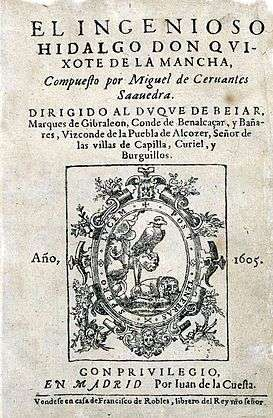 EL INGENIOSO
HIDALGO DON QVI-
XOTE DE LA MANCHA,
Compuesto por Miguel de Ceruantes
Saauedra.
DIRIGIDO AL DVQVE DE BEIAR,
Marques de Gibraleon, Conde de Benalcaçar, y Baña-
res, Vizconde de la Puebla de Alcozer, Señor de
las villas de Capilla, Curiel, y
Burguillos.
Año, 1605.
CON PRIVILEGIO,
EN MADRID Por Iuan de la Cuesta.
Vendese en casa de Francisco de Robles, librero del Rey nro señor.